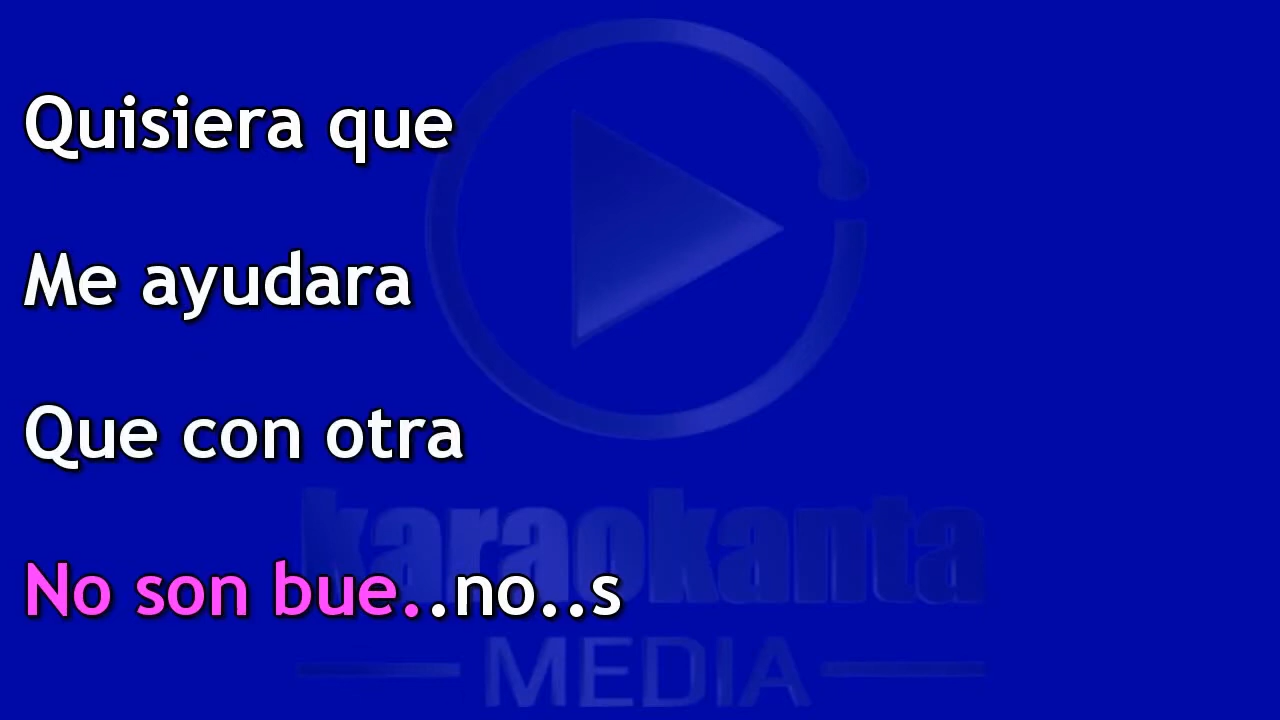 Quisiera que
Me ayudara
Que con otra
No son bue..no..s
karaokanta
MEDIA